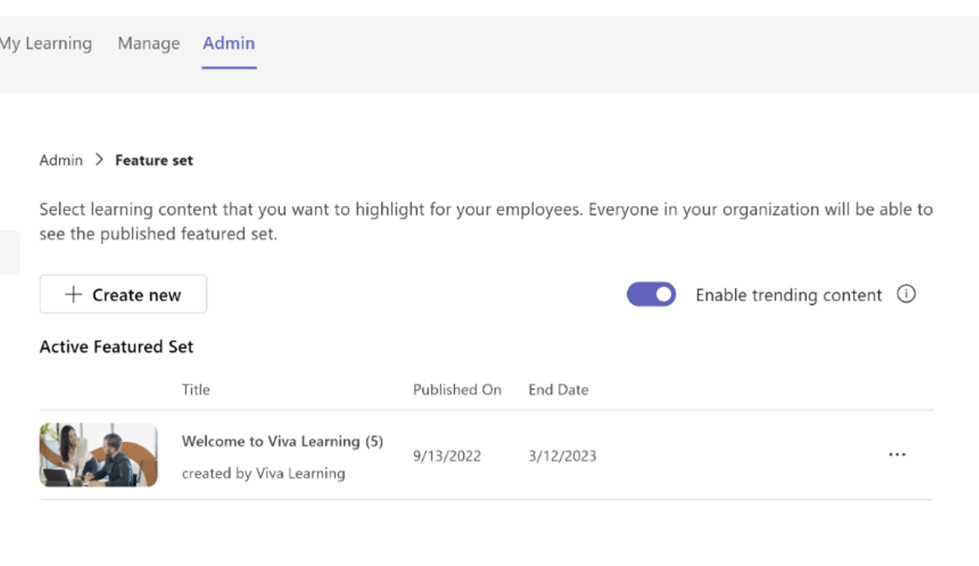 My Learning Manage Admin
Admin > Feature set
Select learning content that you want to highlight for your employees. Everyone in your organization will be able to
see the published featured set.
+ Create new Enable trending content
Active Featured Set
Title Published On End Date
Welcome to Viva Learning (5)
9/13/2022 3/12/2023 ...
created by Viva Learning